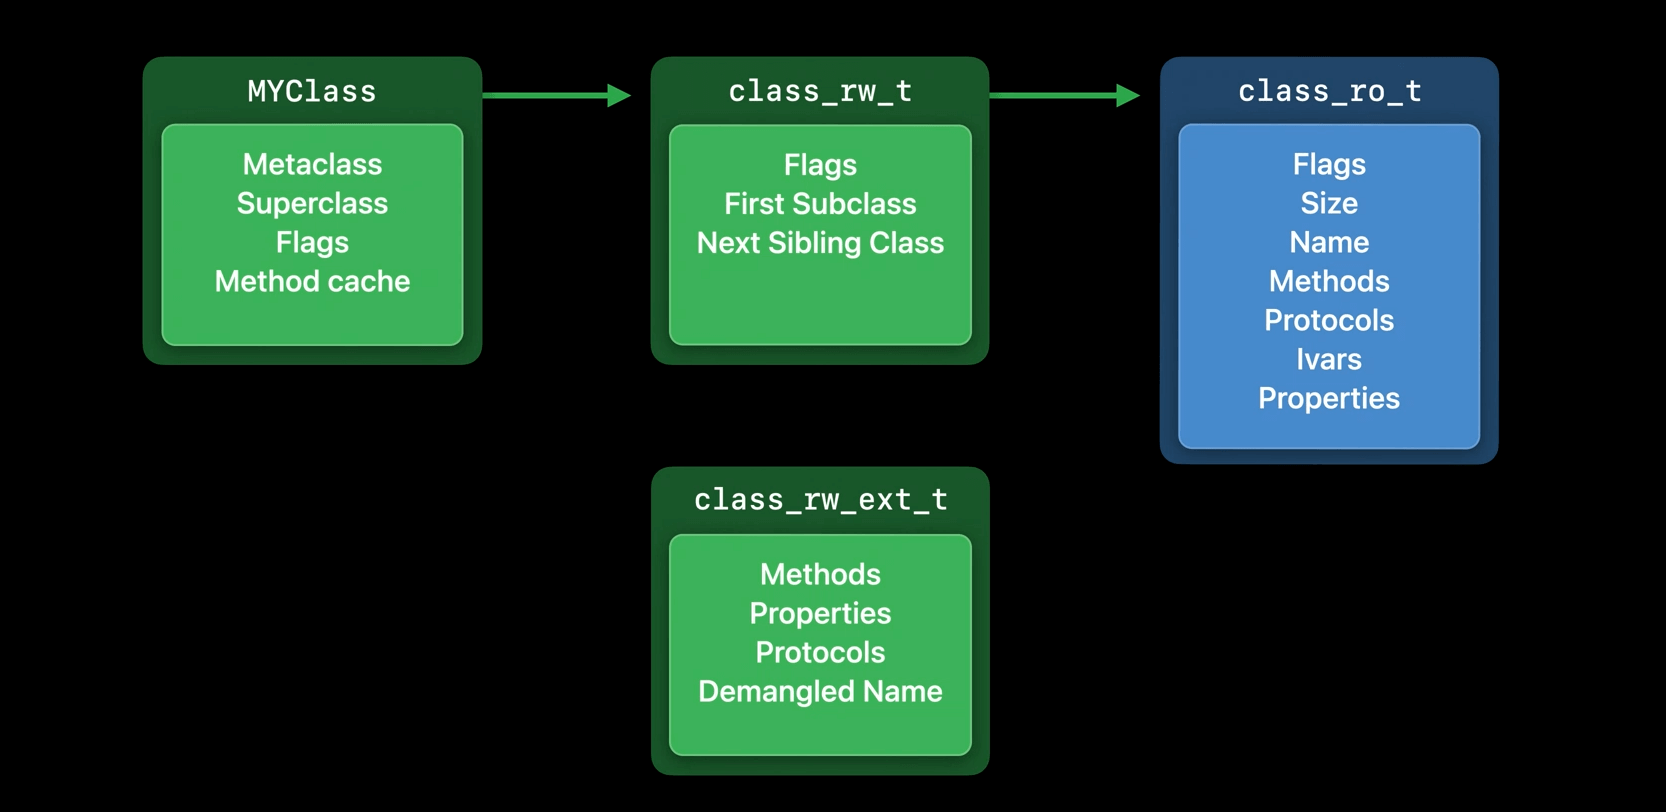 MYClass
Metaclass
Superclass
Flags
Method cache
class_rw_t
Flags
First Subclass
Next Sibling Class
class_ro_t
Flags
Size
Name
Methods
Protocols
Ivars
Properties
class_rw_ext_t
Methods
Properties
Protocols
Demangled Name